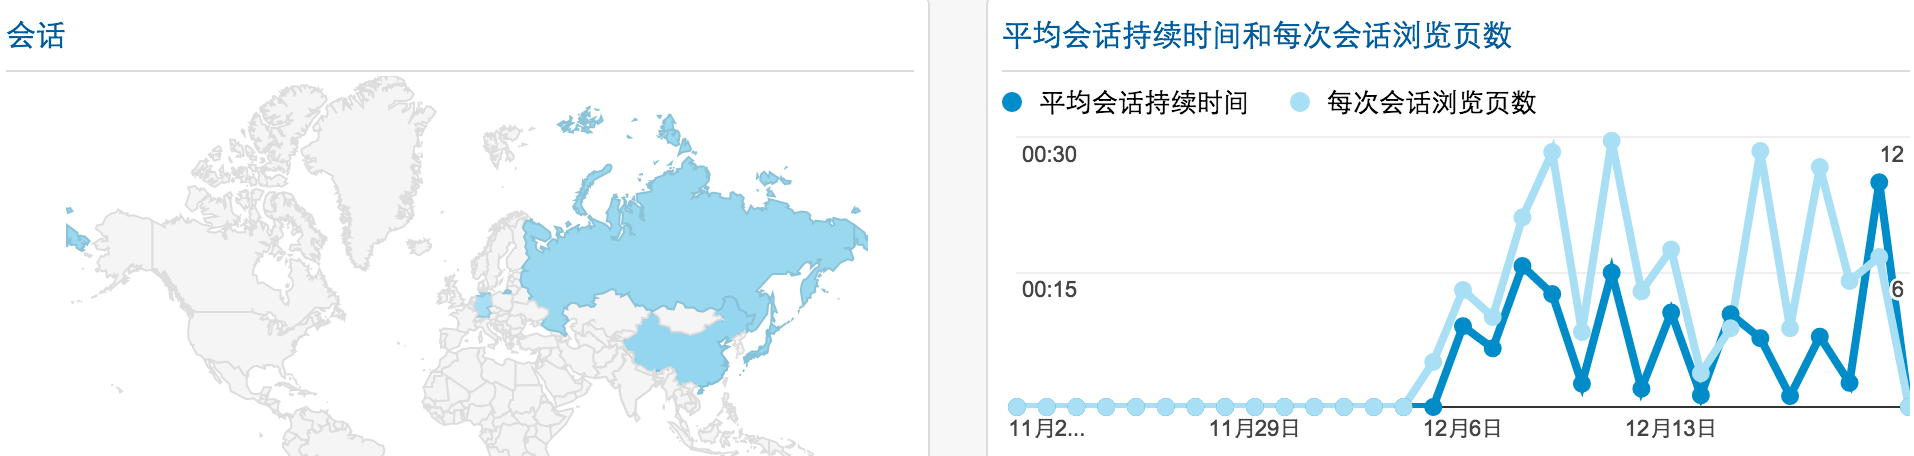 会话
平均会话持续时间和每次会话浏览页数
平均会话持续时间 每次会话浏览页数
00:30 12
00:15 6
11月2... 11月29日 12月6日 12月13日